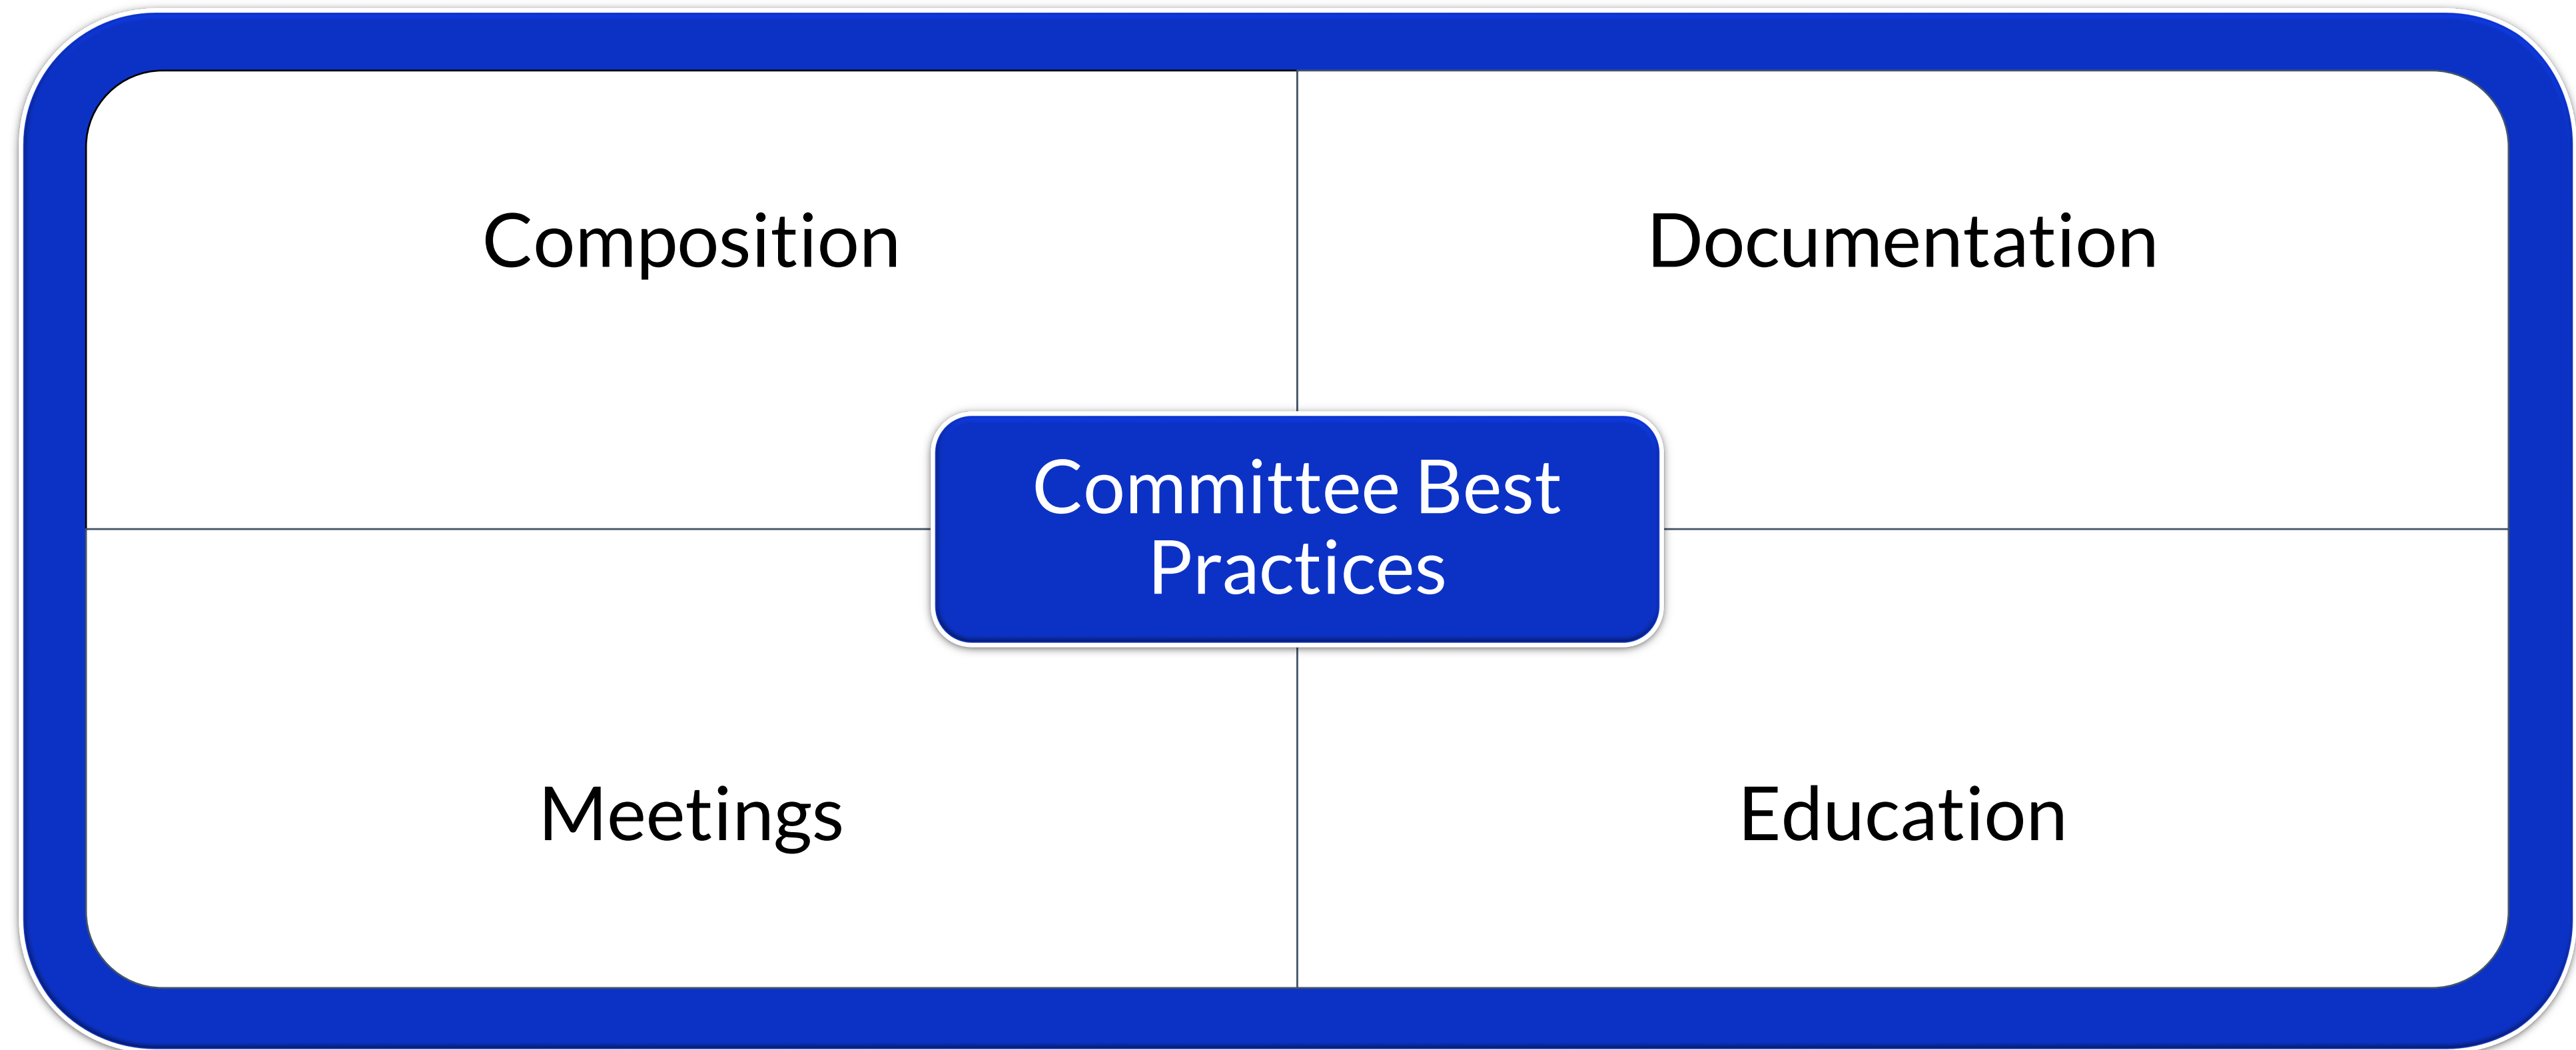 Composition
Documentation
Committee Best
Practices
Meetings
Education